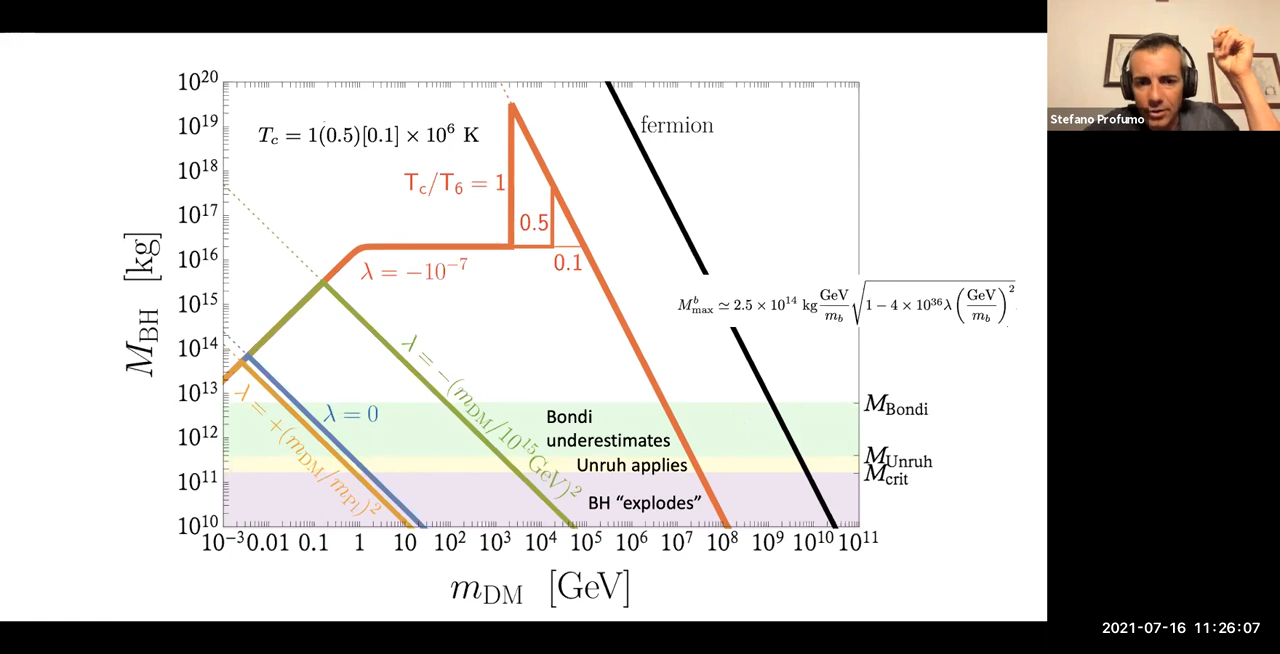 Stefano Profumo
T_c = 1(0.5)[0.1] × 10^6 K
fermion
T_c/T_6 = 1
0.5
0.1
λ = −10^−7
M^b_max ≃ 2.5 × 10^14 kg GeV/m_b √(1 − 4 × 10^36 λ (GeV/m_b)^2)
λ = 0
λ = +(m_DM/m_Pl)^2
λ = −(m_DM/10^15GeV)^2
Bondi
underestimates
Unruh applies
BH “explodes”
M_Bondi
M_Unruh
M_crit
M_BH [kg]
10^20
10^19
10^18
10^17
10^16
10^15
10^14
10^13
10^12
10^11
10^10
10^−3 0.01 0.1 1 10 10^2 10^3 10^4 10^5 10^6 10^7 10^8 10^9 10^10 10^11
m_DM [GeV]
2021-07-16 11:26:07